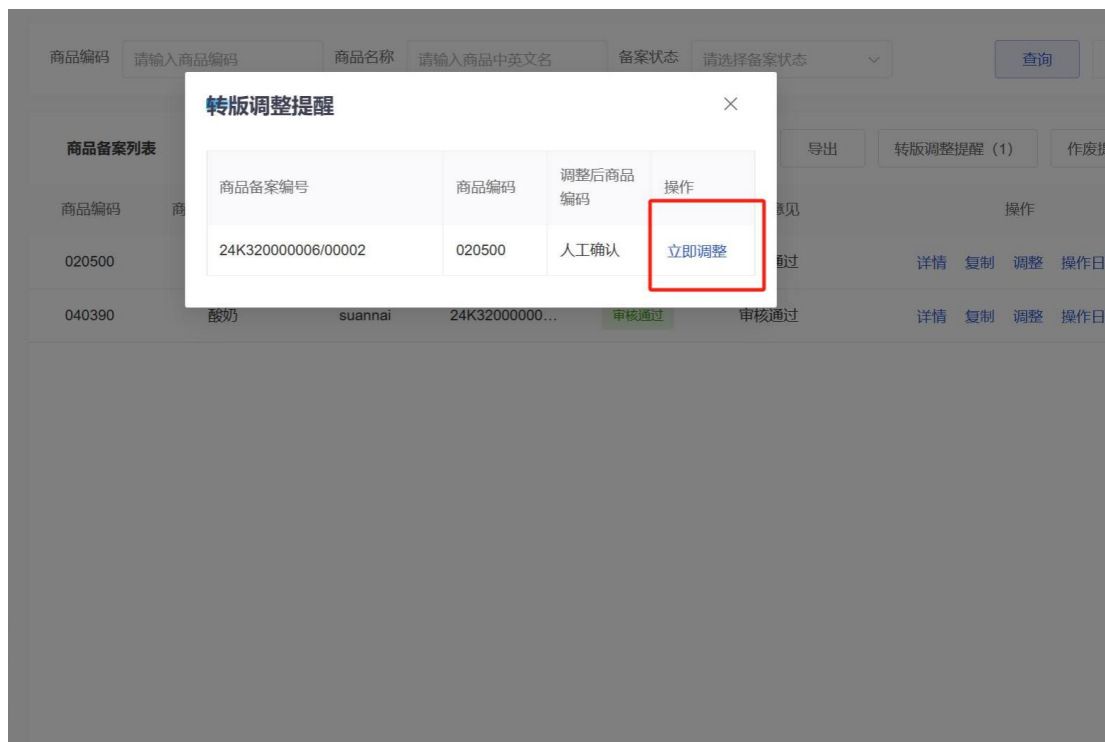 商品编码 请输入商品编码 商品名称 请输入商品中英文名 备案状态 请选择备案状态 查询
转版调整提醒
商品备案列表 导出 转版调整提醒（1） 作废
商品备案编号 商品编码 调整后商品编码 操作
商品编码 商 意见 操作
24K320000006/00002 020500 人工确认 立即调整
020500 通过 详情 复制 调整 操作日
040390 酸奶 suannai 24K32000000... 审核通过 审核通过 详情 复制 调整 操作日